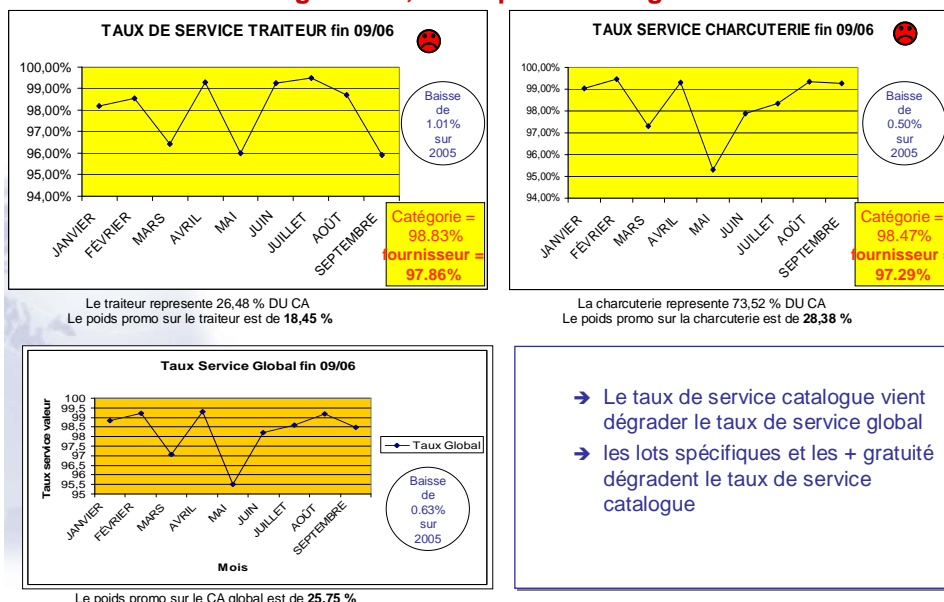 TAUX DE SERVICE TRAITEUR fin 09/06
100,00%
99,00%
98,00%
97,00%
96,00%
95,00%
94,00%
JANVIER
FÉVRIER
MARS
AVRIL
MAI
JUIN
JUILLET
AOÛT
SEPTEMBRE
Baisse
de
1.01%
sur
2005
Catégorie =
98.83%
fournisseur =
97.86%
Le traiteur represente 26,48 % DU CA
Le poids promo sur le traiteur est de 18,45 %
TAUX SERVICE CHARCUTERIE fin 09/06
100,00%
99,00%
98,00%
97,00%
96,00%
95,00%
94,00%
JANVIER
FÉVRIER
MARS
AVRIL
MAI
JUIN
JUILLET
AOÛT
SEPTEMBRE
Baisse
de
0.50%
sur
2005
Catégorie =
98.47%
fournisseur =
97.29%
La charcuterie represente 73,52 % DU CA
Le poids promo sur la charcuterie est de 28,38 %
Taux Service Global fin 09/06
Taux service valeur
100
99,5
99
98,5
98
97,5
97
96,5
96
95,5
95
JANVIER
FÉVRIER
MARS
AVRIL
MAI
JUIN
JUILLET
AOÛT
SEPTEMBRE
Mois
Taux Global
Baisse
de
0.63%
sur
2005
Le poids promo sur le CA global est de 25,75 %
➔ Le taux de service catalogue vient
dégrader le taux de service global
➔ les lots spécifiques et les + gratuité
dégradent le taux de service
catalogue